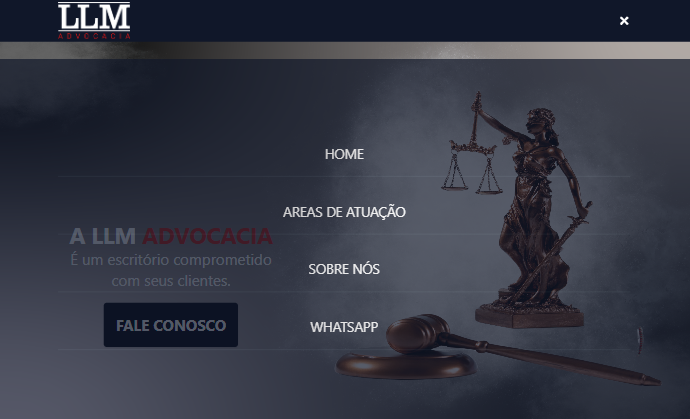 LLM
ADVOCACIA
HOME
AREAS DE ATUAÇÃO
A LLM ADVOCACIA
É um escritório comprometido
com seus clientes.
SOBRE NÓS
FALE CONOSCO
WHATSAPP